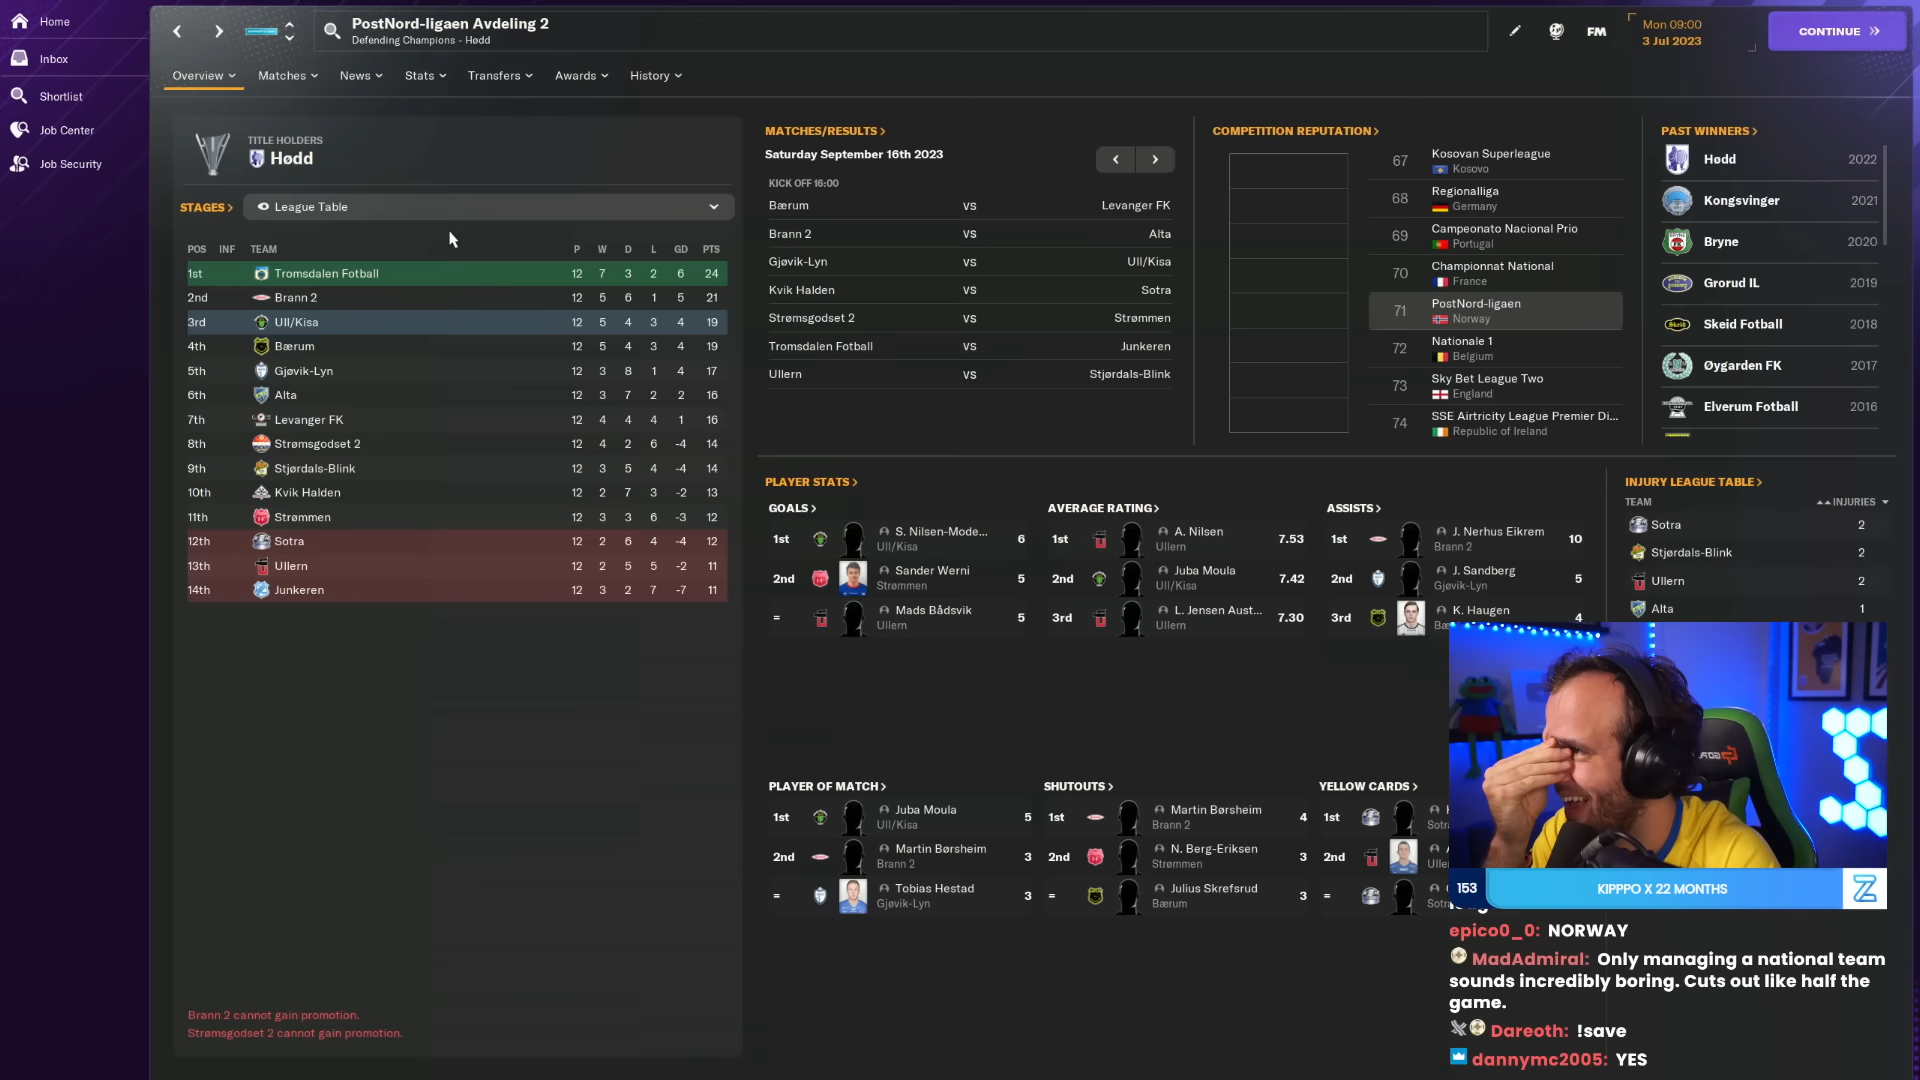 Home
Inbox
Shortlist
Job Center
Job Security
PostNord-ligaen Avdeling 2
Defending Champions - Hødd
FM
Mon 09:00
3 Jul 2023
CONTINUE
Overview Matches News Stats Transfers Awards History
TITLE HOLDERS
Hødd
STAGES League Table
POS INF TEAM P W D L GD PTS
1st Tromsdalen Fotball 12 7 3 2 6 24
2nd Brann 2 12 5 6 1 5 21
3rd Ull/Kisa 12 5 4 3 4 19
4th Bærum 12 5 4 3 4 19
5th Gjøvik-Lyn 12 3 8 1 4 17
6th Alta 12 3 7 2 2 16
7th Levanger FK 12 4 4 4 1 16
8th Strømsgodset 2 12 4 2 6 -4 14
9th Stjørdals-Blink 12 3 5 4 -4 14
10th Kvik Halden 12 2 7 3 -2 13
11th Strømmen 12 3 3 6 -3 12
12th Sotra 12 2 6 4 -4 12
13th Ullern 12 2 5 5 -2 11
14th Junkeren 12 3 2 7 -7 11
Brann 2 cannot gain promotion.
Strømsgodset 2 cannot gain promotion.
MATCHES/RESULTS
Saturday September 16th 2023
KICK OFF 16:00
Bærum vs Levanger FK
Brann 2 vs Alta
Gjøvik-Lyn vs Ull/Kisa
Kvik Halden vs Sotra
Strømsgodset 2 vs Strømmen
Tromsdalen Fotball vs Junkeren
Ullern vs Stjørdals-Blink
COMPETITION REPUTATION
67 Kosovan Superleague
Kosovo
68 Regionalliga
Germany
69 Campeonato Nacional Prio
Portugal
70 Championnat National
France
71 PostNord-ligaen
Norway
72 Nationale 1
Belgium
73 Sky Bet League Two
England
74 SSE Airtricity League Premier Di...
Republic of Ireland
PAST WINNERS
Hødd 2022
Kongsvinger 2021
Bryne 2020
Grorud IL 2019
Skeid Fotball 2018
Øygarden FK 2017
Elverum Fotball 2016
PLAYER STATS
GOALS
1st S. Nilsen-Mode... 6
Ull/Kisa
2nd Sander Werni 5
Strømmen
= Mads Bådsvik 5
Ullern
AVERAGE RATING
1st A. Nilsen 7.53
Ullern
2nd Juba Moula 7.42
Ull/Kisa
3rd L. Jensen Aust... 7.30
Ullern
ASSISTS
1st J. Nerhus Eikrem 10
Brann 2
2nd J. Sandberg 5
Gjøvik-Lyn
3rd K. Haugen 4
INJURY LEAGUE TABLE
TEAM INJURIES
Sotra 2
Stjørdals-Blink 2
Ullern 2
Alta 1
PLAYER OF MATCH
1st Juba Moula 5
Ull/Kisa
2nd Martin Børsheim 3
Brann 2
= Tobias Hestad 3
Gjøvik-Lyn
SHUTOUTS
1st Martin Børsheim 4
Brann 2
2nd N. Berg-Eriksen 3
Strømmen
= Julius Skrefsrud 3
Bærum
YELLOW CARDS
1st
2nd
=
153 KIPPPO X 22 MONTHS
epico0_0: NORWAY
MadAdmiral: Only managing a national team
sounds incredibly boring. Cuts out like half the
game.
Dareoth: !save
dannymc2005: YES